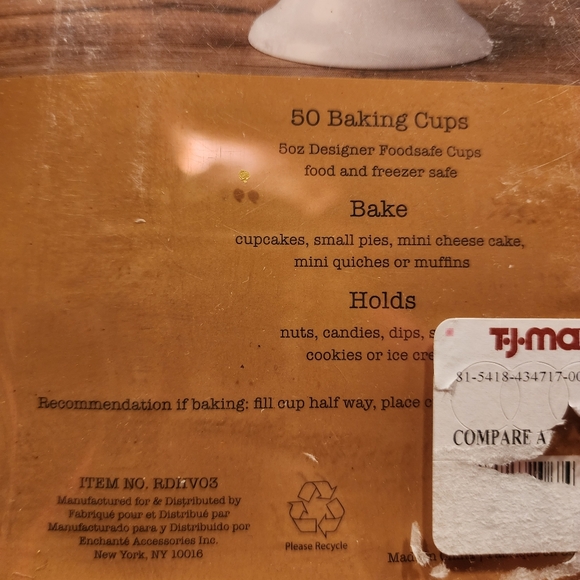 50 Baking Cups
5oz Designer Foodsafe Cups
food and freezer safe
Bake
cupcakes, small pies, mini cheese cake,
mini quiches or muffins
Holds
nuts, candies, dips,
cookies or ice
T·J·ma
81-5418-434717-00
COMPARE A
Recommendation if baking: fill cup half way, place
ITEM NO.
Manufactured for & Distributed by
Fabriqué pour et Distribué par
Manufacturado para y Distribuido por
Enchanté Accessories Inc.
New York, NY 10016
Please Recycle